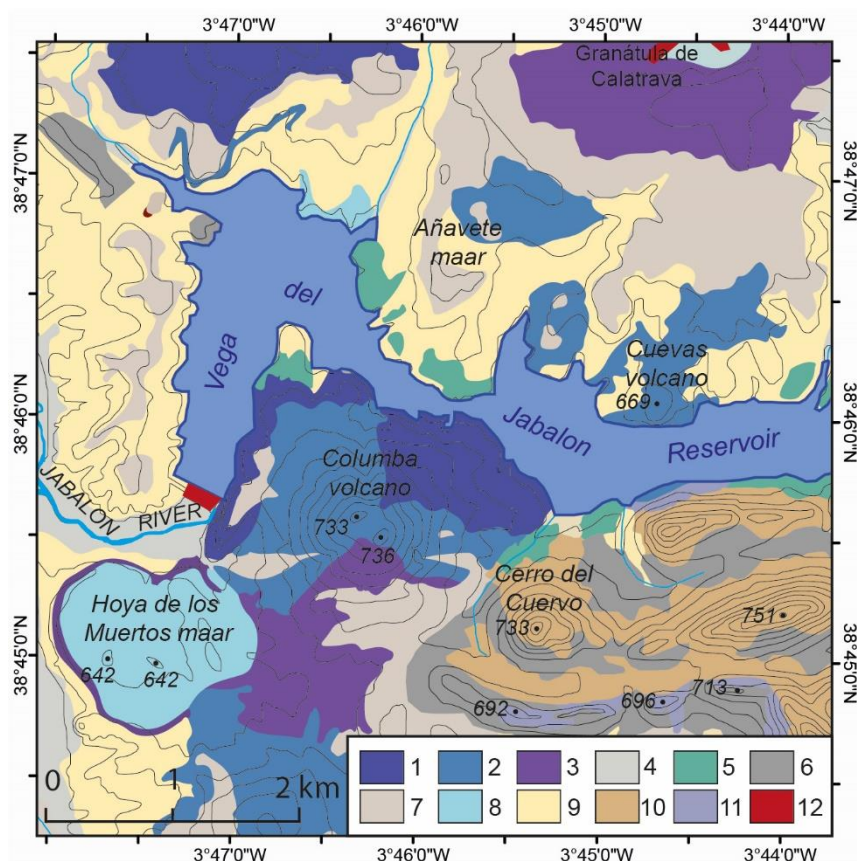 3°47'0"W 3°46'0"W 3°45'0"W 3°44'0"W
Granátula de
Calatrava
38°47'0"N
38°47'0"N
Añavete
maar
Vega
del
Jabalon
Reservoir
Cuevas
volcano
669
38°46'0"N
38°46'0"N
Columba
volcano
733
736
JABALON
RIVER
Cerro del
Cuervo
733
751
Hoya de los
Muertos maar
642
642
38°45'0"N
38°45'0"N
692
696
713
0 1 2 km
1 2 3 4 5 6
7 8 9 10 11 12
3°47'0"W 3°46'0"W 3°45'0"W 3°44'0"W